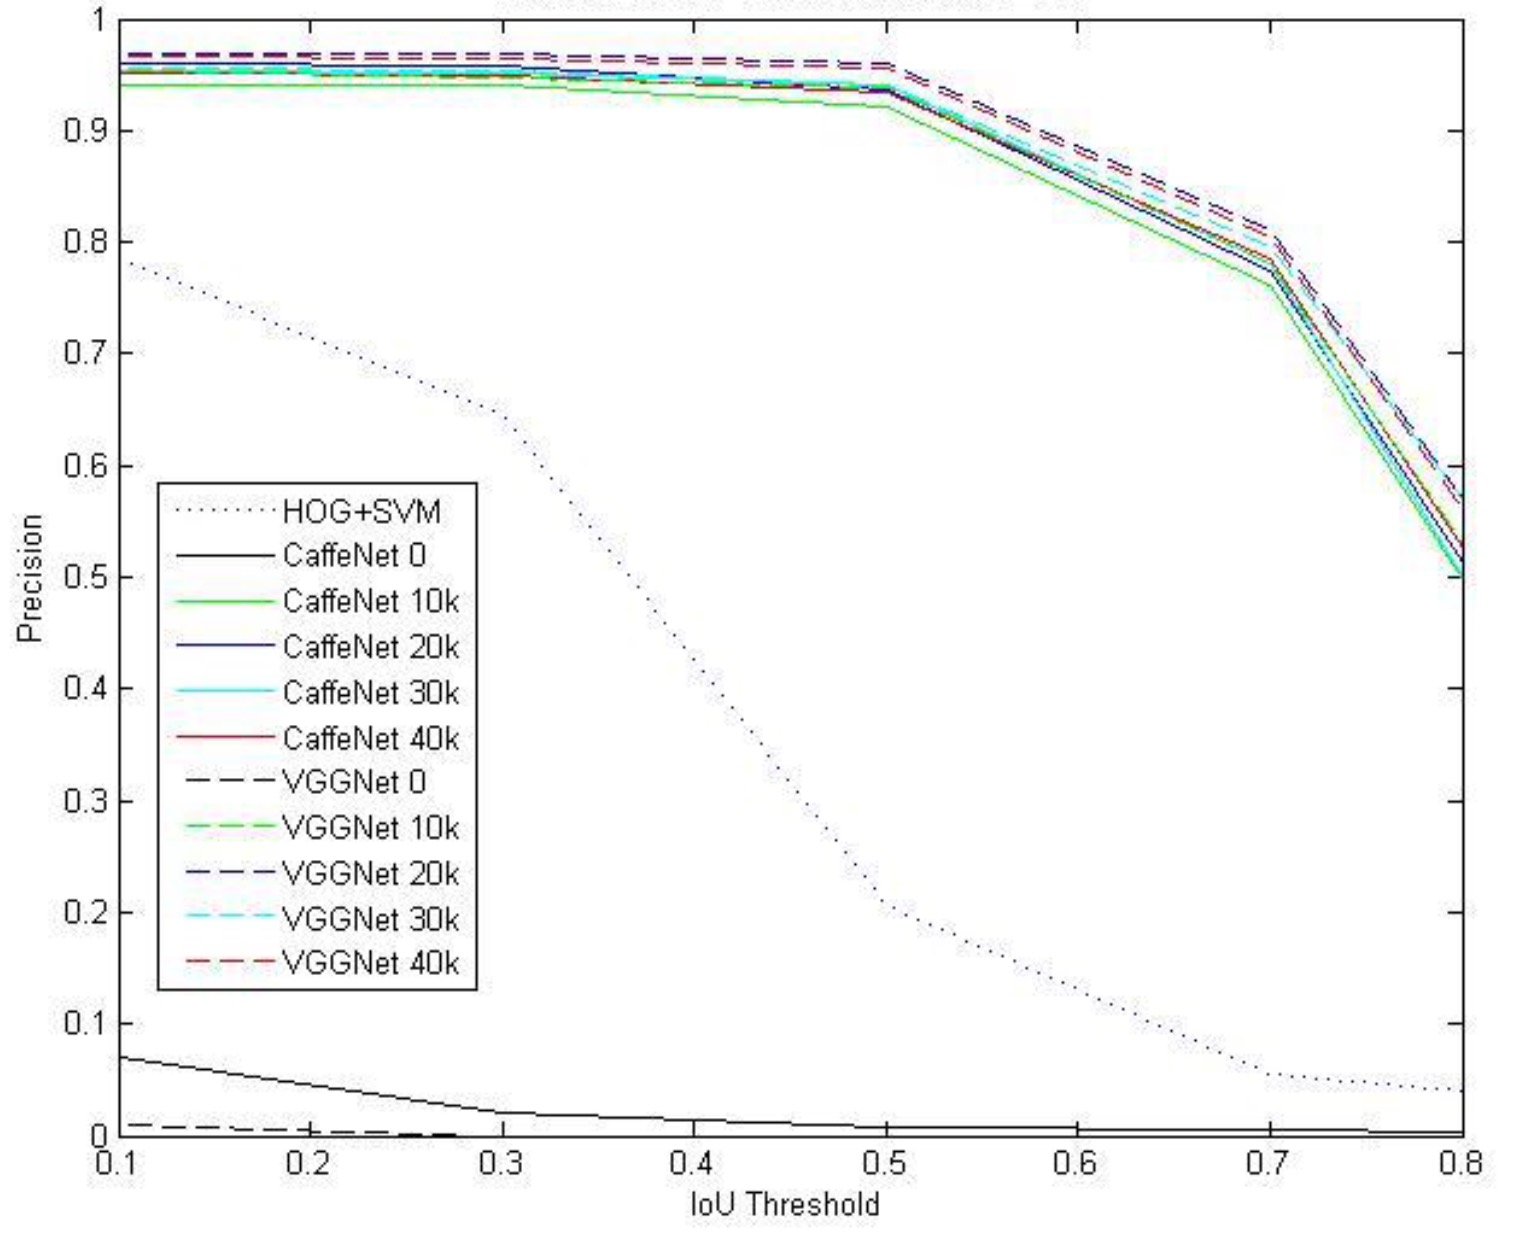 1
0.9
0.8
0.7
0.6
0.5
0.4
0.3
0.2
0.1
0
Precision
HOG+SVM
CaffeNet 0
CaffeNet 10k
CaffeNet 20k
CaffeNet 30k
CaffeNet 40k
VGGNet 0
VGGNet 10k
VGGNet 20k
VGGNet 30k
VGGNet 40k
0.1 0.2 0.3 0.4 0.5 0.6 0.7 0.8
IoU Threshold